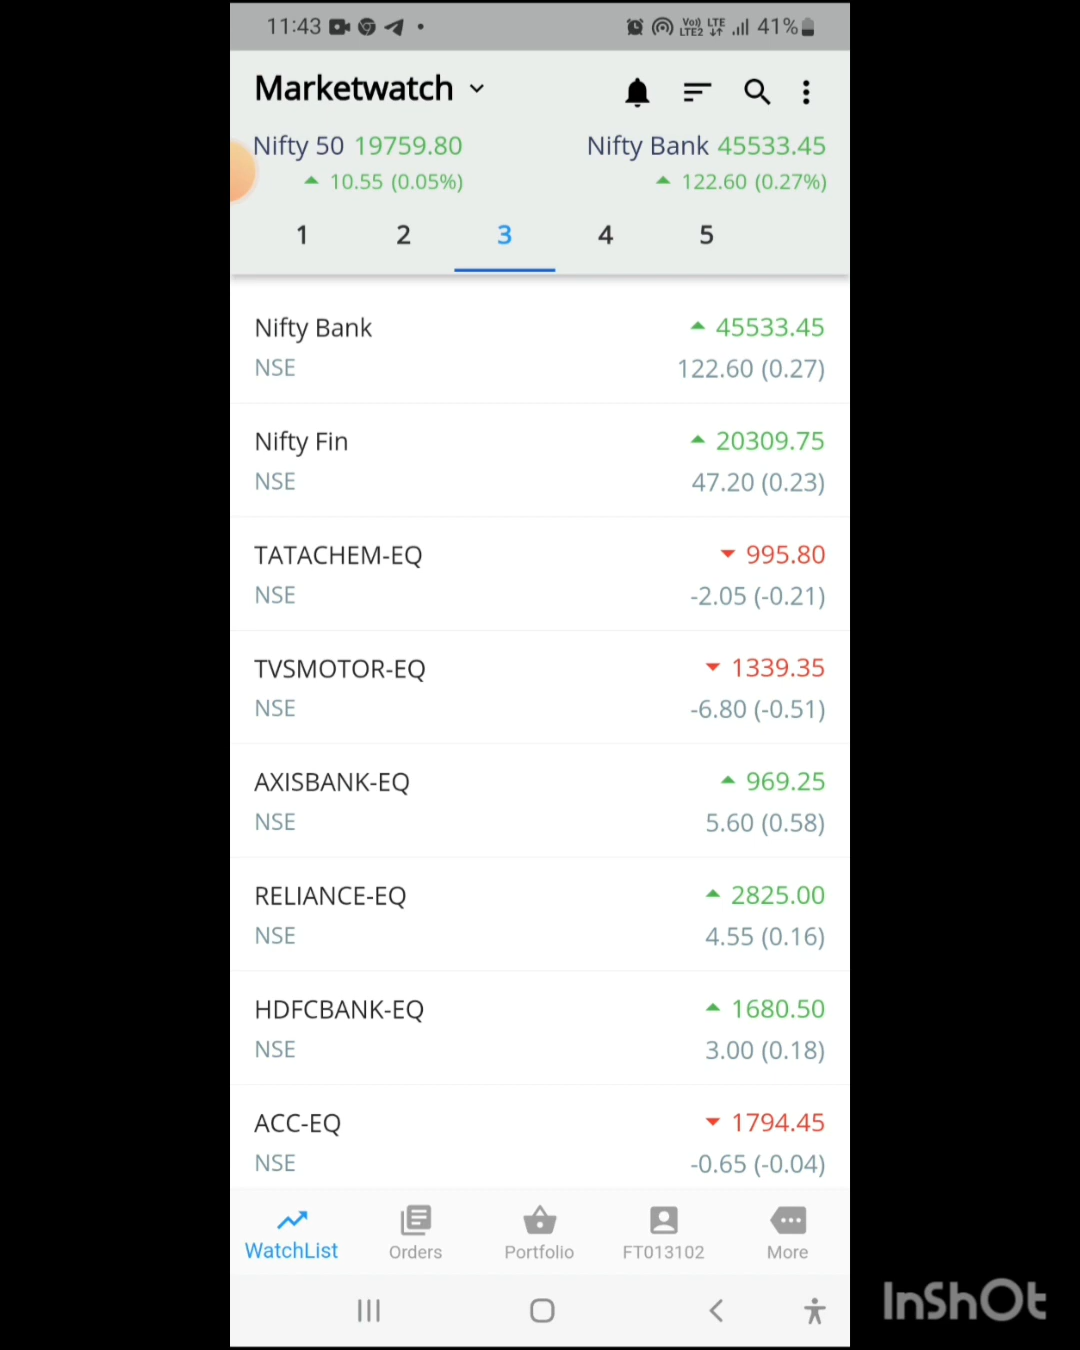 11:43 Vo)) LTE2 LTE 41%
Marketwatch
Nifty 50 19759.80 Nifty Bank 45533.45
10.55 (0.05%) 122.60 (0.27%)
1 2 3 4 5
Nifty Bank 45533.45
NSE 122.60 (0.27)
Nifty Fin 20309.75
NSE 47.20 (0.23)
TATACHEM-EQ 995.80
NSE -2.05 (-0.21)
TVSMOTOR-EQ 1339.35
NSE -6.80 (-0.51)
AXISBANK-EQ 969.25
NSE 5.60 (0.58)
RELIANCE-EQ 2825.00
NSE 4.55 (0.16)
HDFCBANK-EQ 1680.50
NSE 3.00 (0.18)
ACC-EQ 1794.45
NSE -0.65 (-0.04)
WatchList Orders Portfolio FT013102 More
InShOt